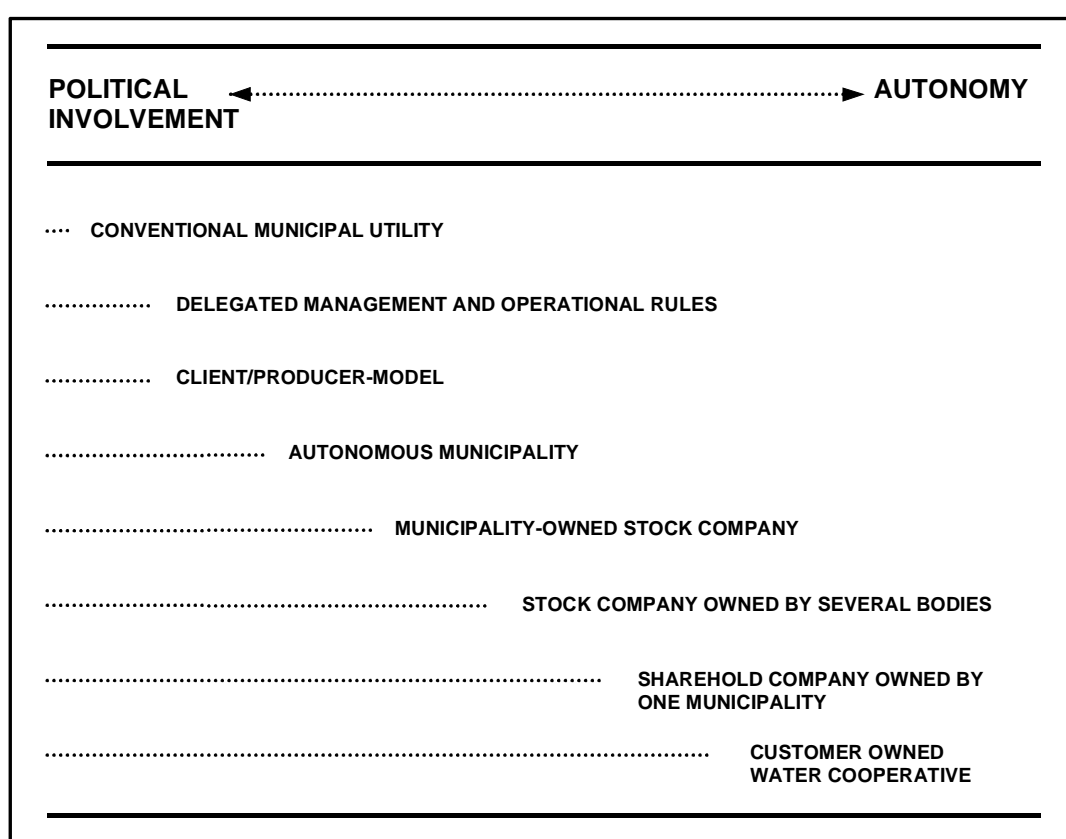 POLITICAL AUTONOMY
INVOLVEMENT
CONVENTIONAL MUNICIPAL UTILITY
DELEGATED MANAGEMENT AND OPERATIONAL RULES
CLIENT/PRODUCER-MODEL
AUTONOMOUS MUNICIPALITY
MUNICIPALITY-OWNED STOCK COMPANY
STOCK COMPANY OWNED BY SEVERAL BODIES
SHAREHOLD COMPANY OWNED BY
ONE MUNICIPALITY
CUSTOMER OWNED
WATER COOPERATIVE